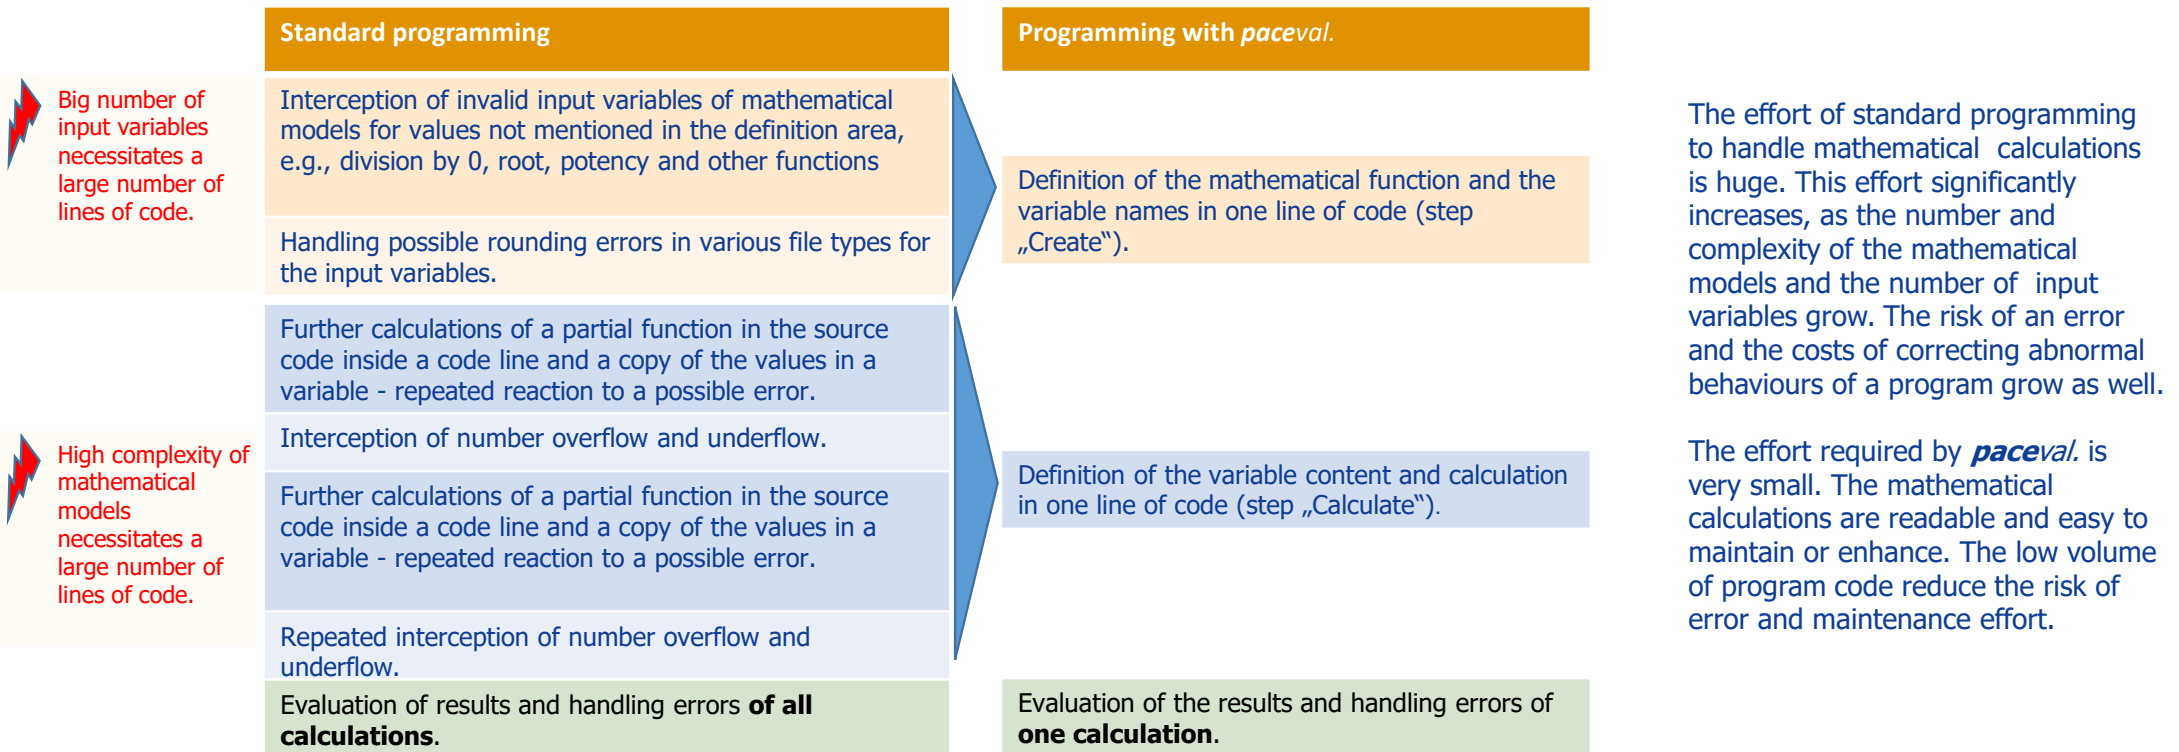 Standard programming
Programming with paceval.
Big number of
input variables
necessitates a
large number of
lines of code.
Interception of invalid input variables of mathematical
models for values not mentioned in the definition area,
e.g., division by 0, root, potency and other functions
Handling possible rounding errors in various file types for
the input variables.
Definition of the mathematical function and the
variable names in one line of code (step
„Create“).
High complexity of
mathematical
models
necessitates a
large number of
lines of code.
Further calculations of a partial function in the source
code inside a code line and a copy of the values in a
variable - repeated reaction to a possible error.
Interception of number overflow and underflow.
Further calculations of a partial function in the source
code inside a code line and a copy of the values in a
variable - repeated reaction to a possible error.
Repeated interception of number overflow and
underflow.
Definition of the variable content and calculation
in one line of code (step „Calculate“).
Evaluation of results and handling errors of all
calculations.
Evaluation of the results and handling errors of
one calculation.
The effort of standard programming
to handle mathematical calculations
is huge. This effort significantly
increases, as the number and
complexity of the mathematical
models and the number of input
variables grow. The risk of an error
and the costs of correcting abnormal
behaviours of a program grow as well.
The effort required by paceval. is
very small. The mathematical
calculations are readable and easy to
maintain or enhance. The low volume
of program code reduce the risk of
error and maintenance effort.